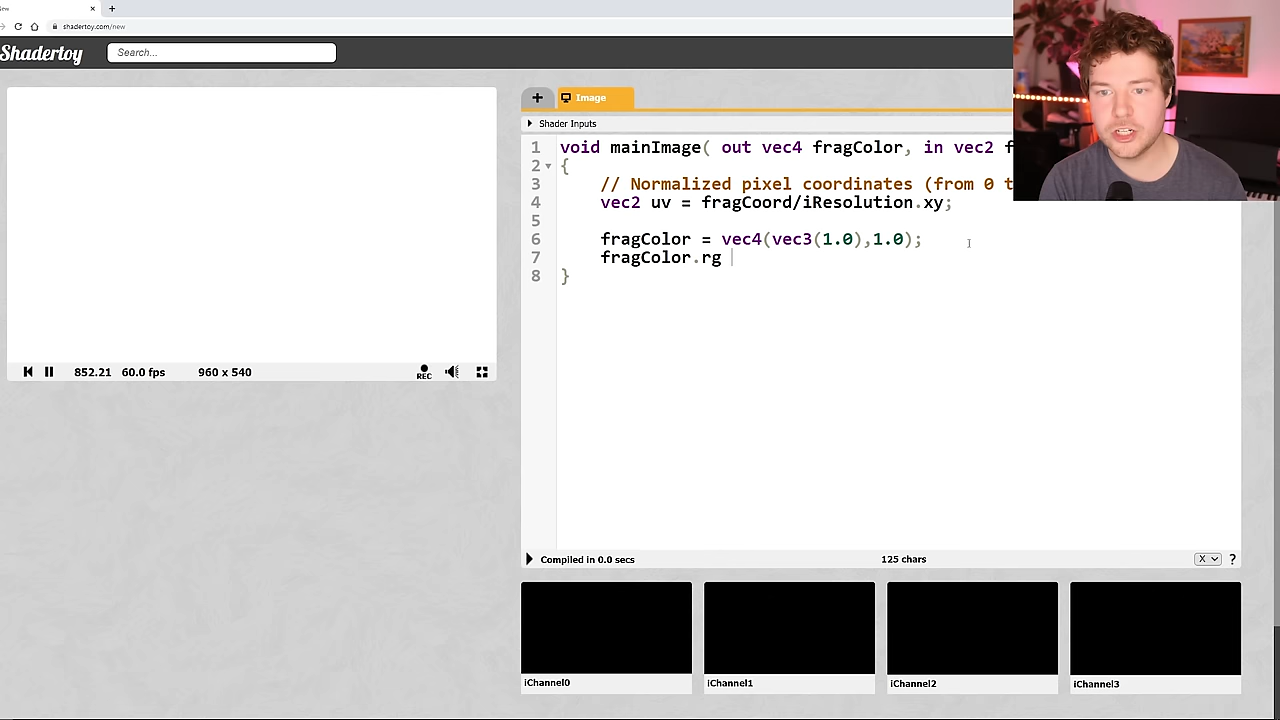 New × +
shadertoy.com/new
Shadertoy Search...
+ Image
Shader Inputs
1 void mainImage( out vec4 fragColor, in vec2 f
2 {
3 // Normalized pixel coordinates (from 0 t
4 vec2 uv = fragCoord/iResolution.xy;
5
6 fragColor = vec4(vec3(1.0),1.0);
7 fragColor.rg
8 }
852.21 60.0 fps 960 x 540 REC
Compiled in 0.0 secs 125 chars X ?
iChannel0 iChannel1 iChannel2 iChannel3